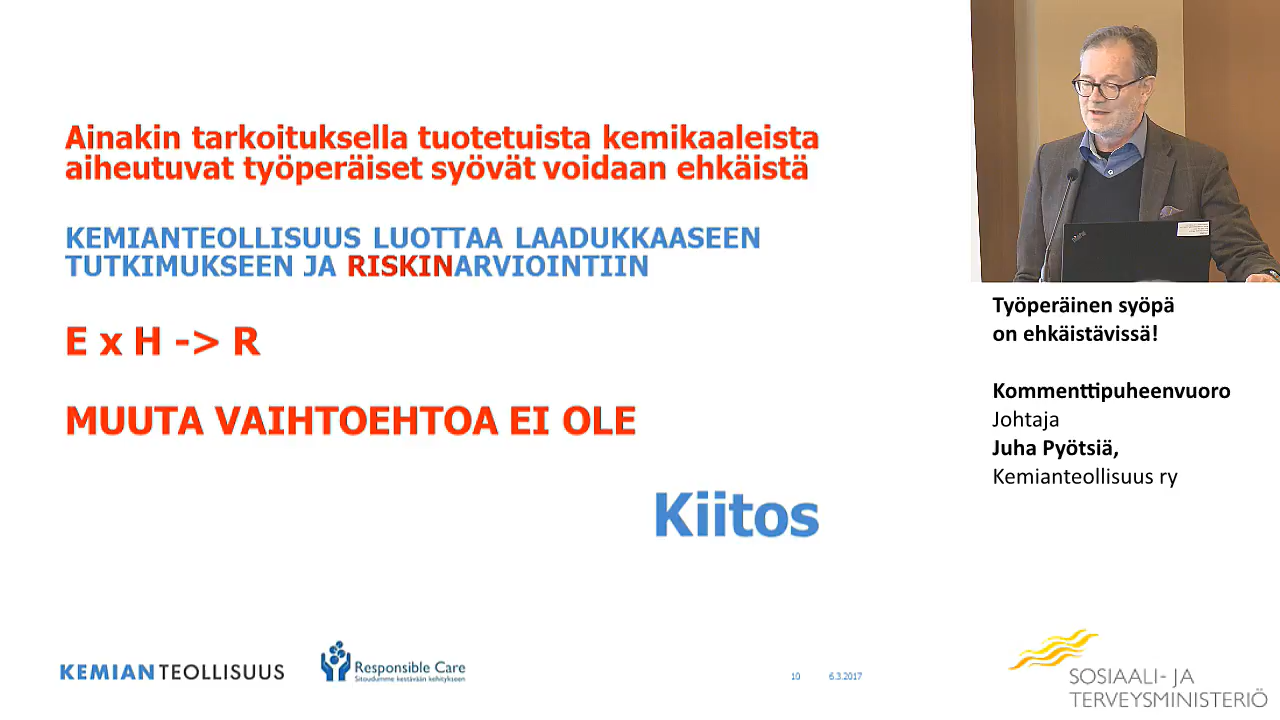 Ainakin tarkoituksella tuotetuista kemikaaleista
aiheutuvat työperäiset syövät voidaan ehkäistä
KEMIANTEOLLISUUS LUOTTAA LAADUKKAASEEN
TUTKIMUKSEEN JA RISKINARVIOINTIIN
E x H -> R
MUUTA VAIHTOEHTOA EI OLE
Kiitos
KEMIANTEOLLISUUS
Responsible Care
Sitoudumme kestävään kehitykseen
10 6.3.2017
Työperäinen syöpä
on ehkäistävissä!
Kommenttipuheenvuoro
Johtaja
Juha Pyötsiä,
Kemianteollisuus ry
SOSIAALI- JA
TERVEYSMINISTERIÖ